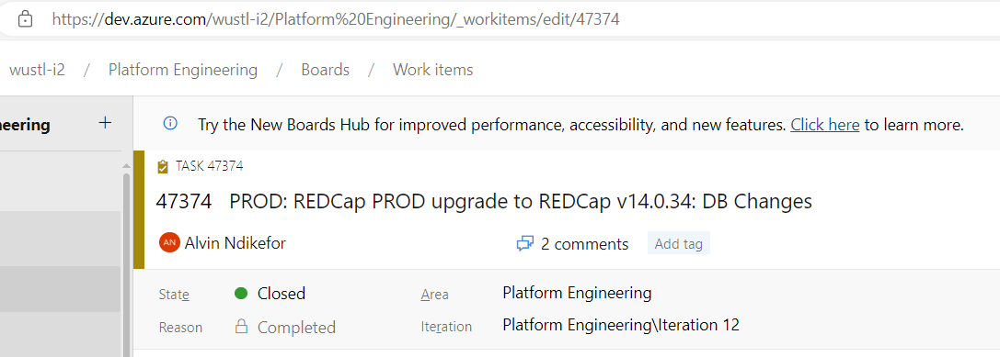 https://dev.azure.com/wustl-i2/Platform%20Engineering/_workitems/edit/47374
wustl-i2 / Platform Engineering / Boards / Work items
neering +
Try the New Boards Hub for improved performance, accessibility, and new features. Click here to learn more.
TASK 47374
47374 PROD: REDCap PROD upgrade to REDCap v14.0.34: DB Changes
AN Alvin Ndikefor 2 comments Add tag
State Closed Area Platform Engineering
Reason Completed Iteration Platform Engineering\Iteration 12